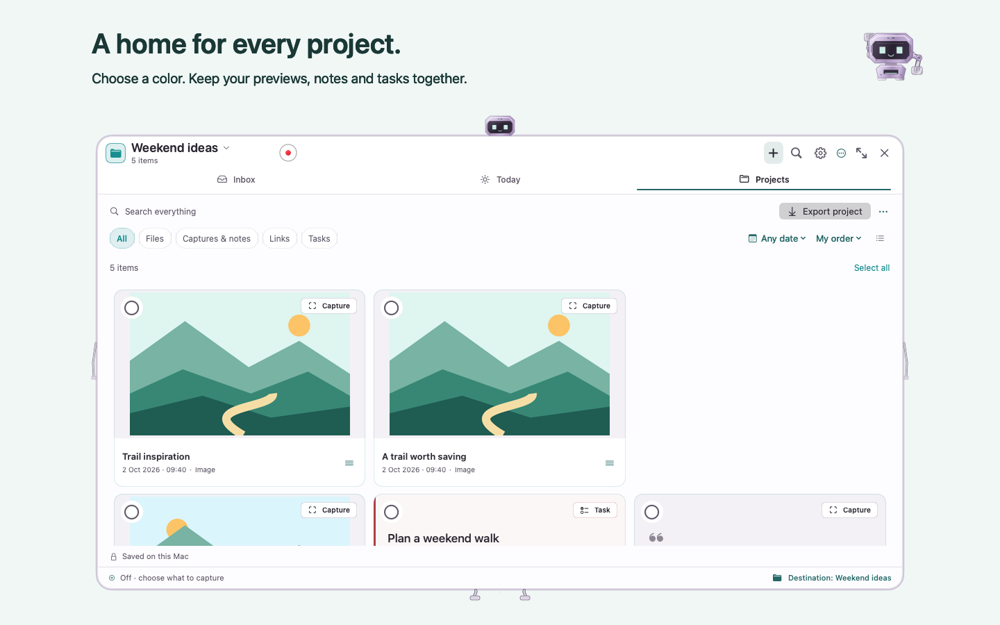 A home for every project.
Choose a color. Keep your previews, notes and tasks together.
Weekend ideas
5 items
Inbox
Today
Projects
Search everything
Export project
All
Files
Captures & notes
Links
Tasks
Any date
My order
5 items
Select all
Capture
Capture
Trail inspiration
2 Oct 2026 · 09:40 · Image
A trail worth saving
2 Oct 2026 · 09:40 · Image
Capture
Task
Plan a weekend walk
Capture
Saved on this Mac
Off · choose what to capture
Destination: Weekend ideas